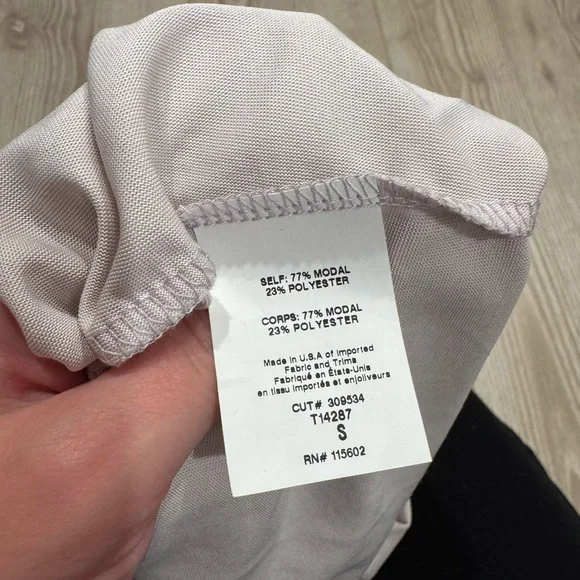 SELF: 77% MODAL
23% POLYESTER
CORPS: 77% MODAL
23% POLYESTER
Made in U.S.A of Imported
Fabric and Trims
Fabriqué en États-Unis
en tissu importés et enjoliveurs
CUT# 309534
T14287
S
RN# 115602